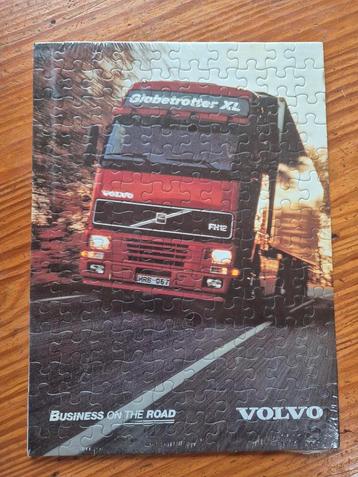 Globetrotter XL
VOLVO
FH12
MRB·067
BUSINESS ON THE ROAD
VOLVO